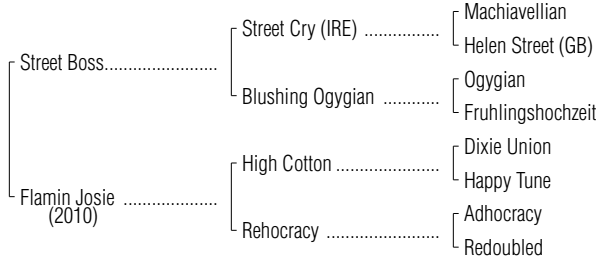 Machiavellian
Street Cry (IRE) ................
Helen Street (GB)
Street Boss........................
Ogygian
Blushing Ogygian ............
Fruhlingshochzeit
Dixie Union
High Cotton ......................
Happy Tune
Flamin Josie ....................
(2010)
Adhocracy
Rehocracy ........................
Redoubled